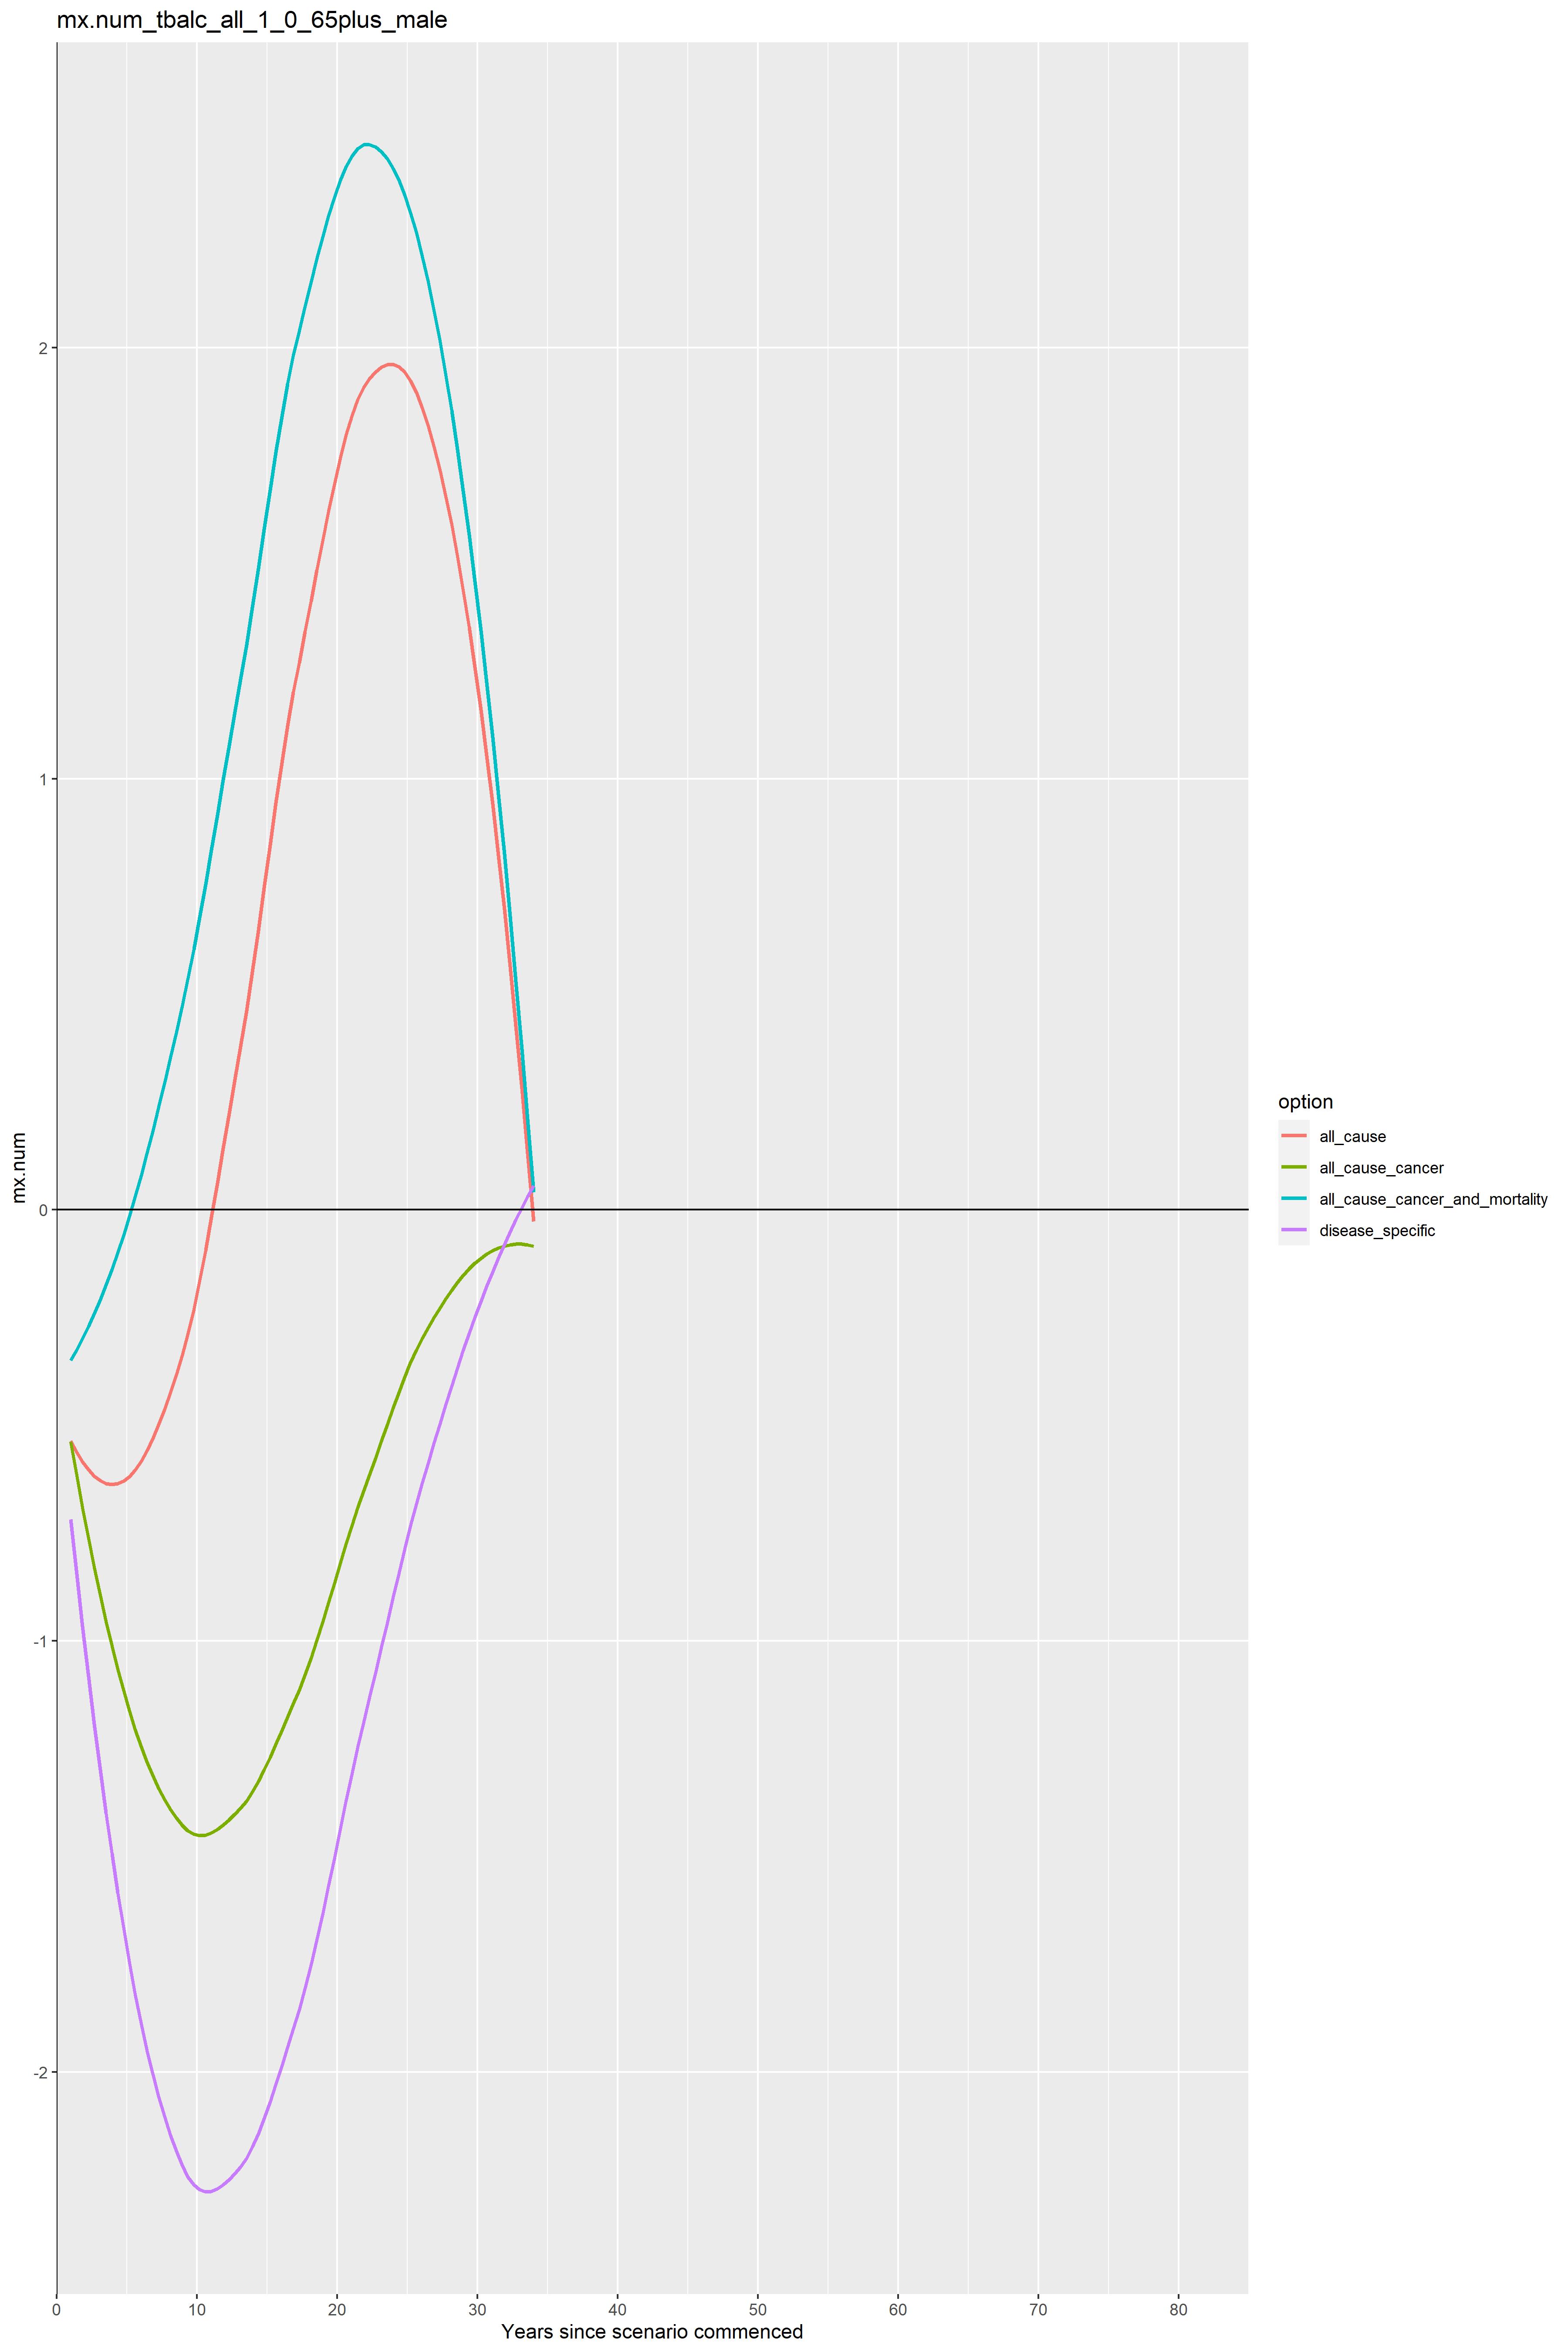 mx.num_tbalc_all_1_0_65plus_male
2
1
0
-1
-2
mx.num
0 10 20 30 40 50 60 70 80
Years since scenario commenced
option
all_cause
all_cause_cancer
all_cause_cancer_and_mortality
disease_specific